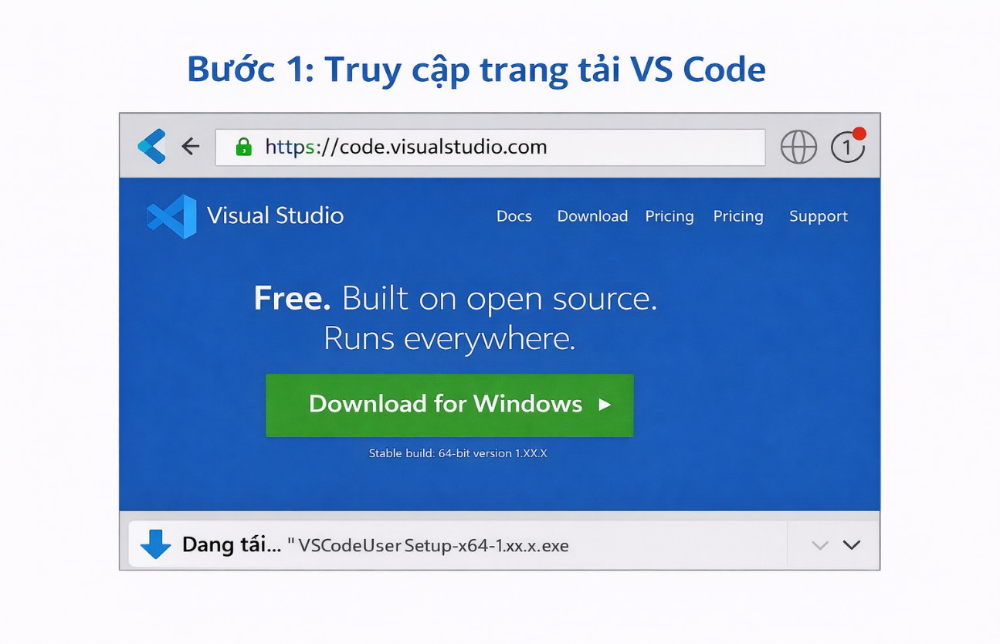 Bước 1: Truy cập trang tải VS Code
https://code.visualstudio.com
1
Visual Studio
Docs Download Pricing Pricing Support
Free. Built on open source.
Runs everywhere.
Download for Windows
Stable build: 64-bit version 1.XX.X
Dang tấi... " VSCodeUser Setup-x64-1.xx.x.exe